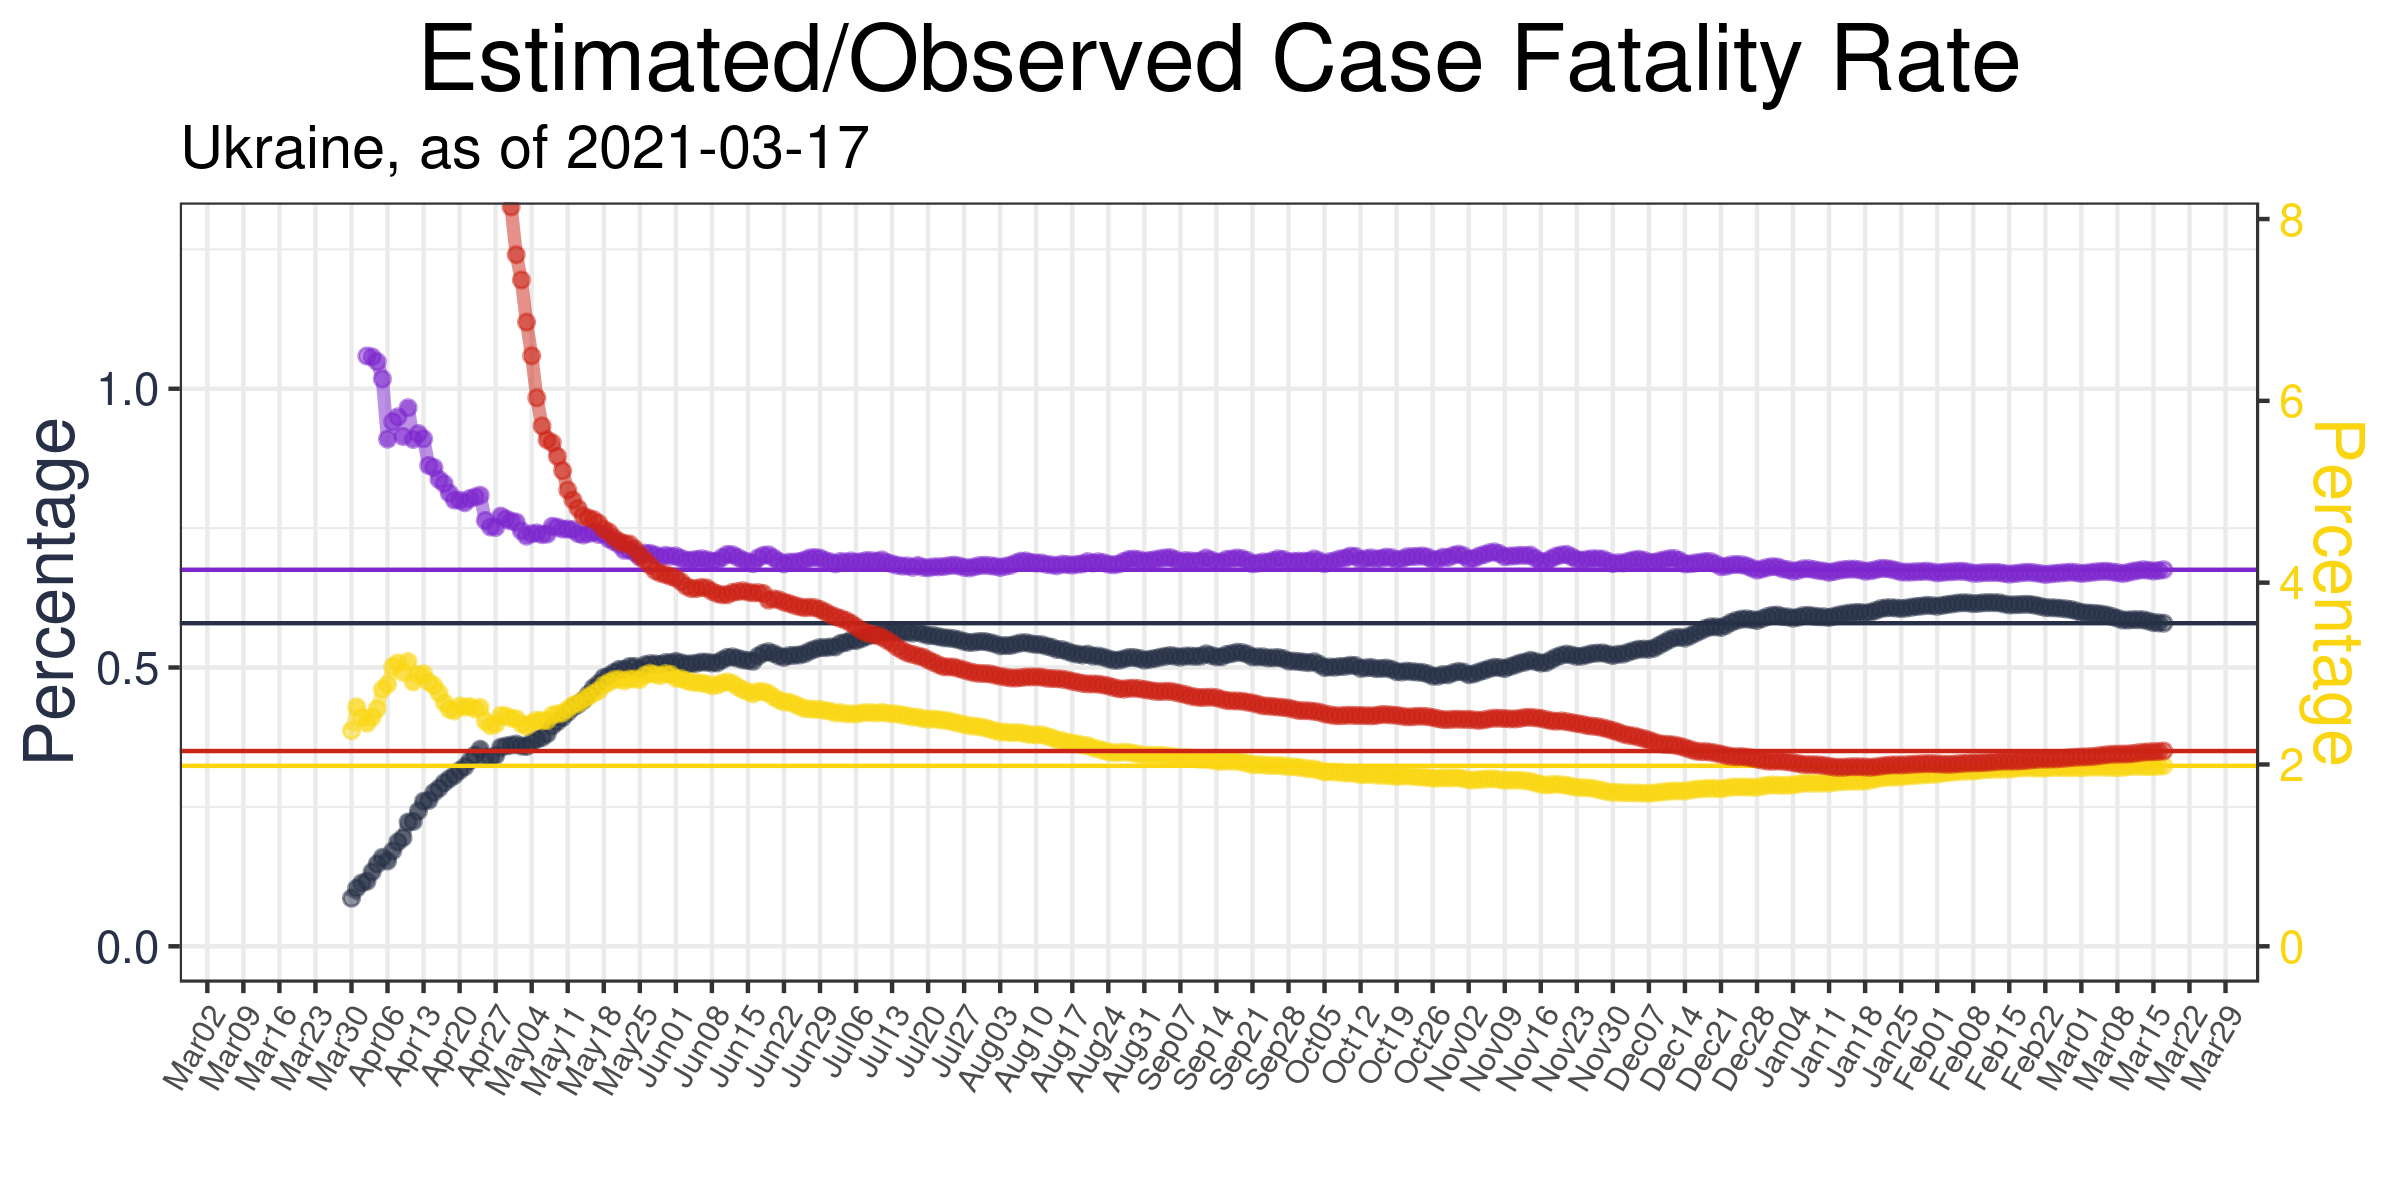 Estimated/Observed Case Fatality Rate
Ukraine, as of 2021-03-17
Percentage
1.0
0.5
0.0
8
6
4
2
0
Percentage
Mar02
Mar09
Mar16
Mar23
Mar30
Apr06
Apr13
Apr20
Apr27
May04
May11
May18
May25
Jun01
Jun08
Jun15
Jun22
Jun29
Jul06
Jul13
Jul20
Jul27
Aug03
Aug10
Aug17
Aug24
Aug31
Sep07
Sep14
Sep21
Sep28
Oct05
Oct12
Oct19
Oct26
Nov02
Nov09
Nov16
Nov23
Nov30
Dec07
Dec14
Dec21
Dec28
Jan04
Jan11
Jan18
Jan25
Feb01
Feb08
Feb15
Feb22
Mar01
Mar08
Mar15
Mar22
Mar29